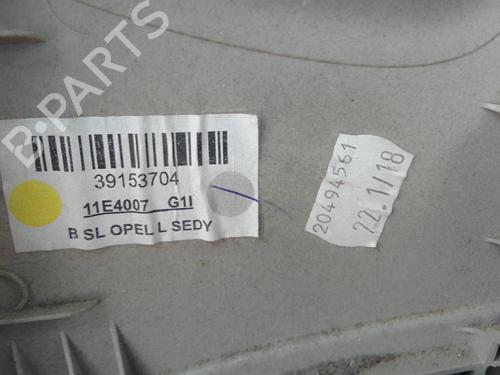 B-PARTS
39153704
11E4007 G1I
B SL OPEL L SEDY
20494561
22.1/18